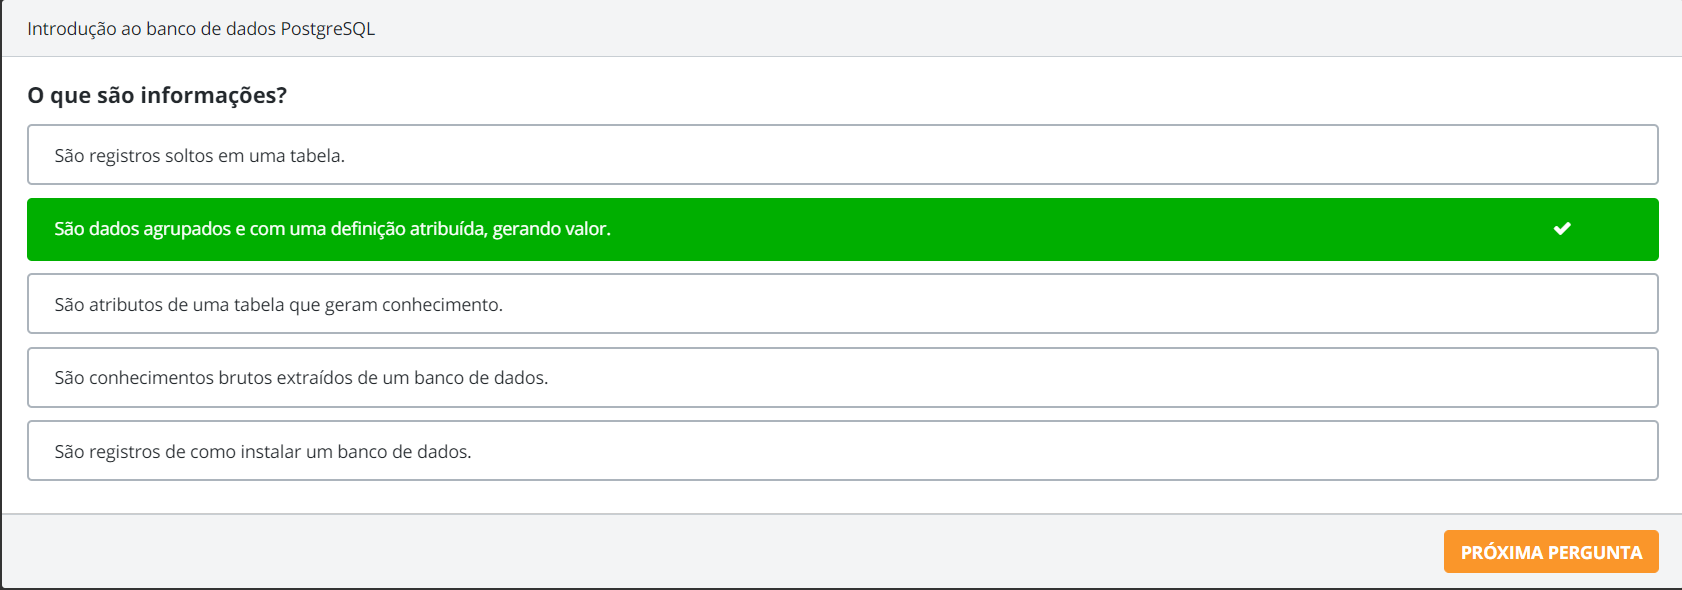 Introdução ao banco de dados PostgreSQL
O que são informações?
São registros soltos em uma tabela.
São dados agrupados e com uma definição atribuída, gerando valor.
São atributos de uma tabela que geram conhecimento.
São conhecimentos brutos extraídos de um banco de dados.
São registros de como instalar um banco de dados.
PRÓXIMA PERGUNTA